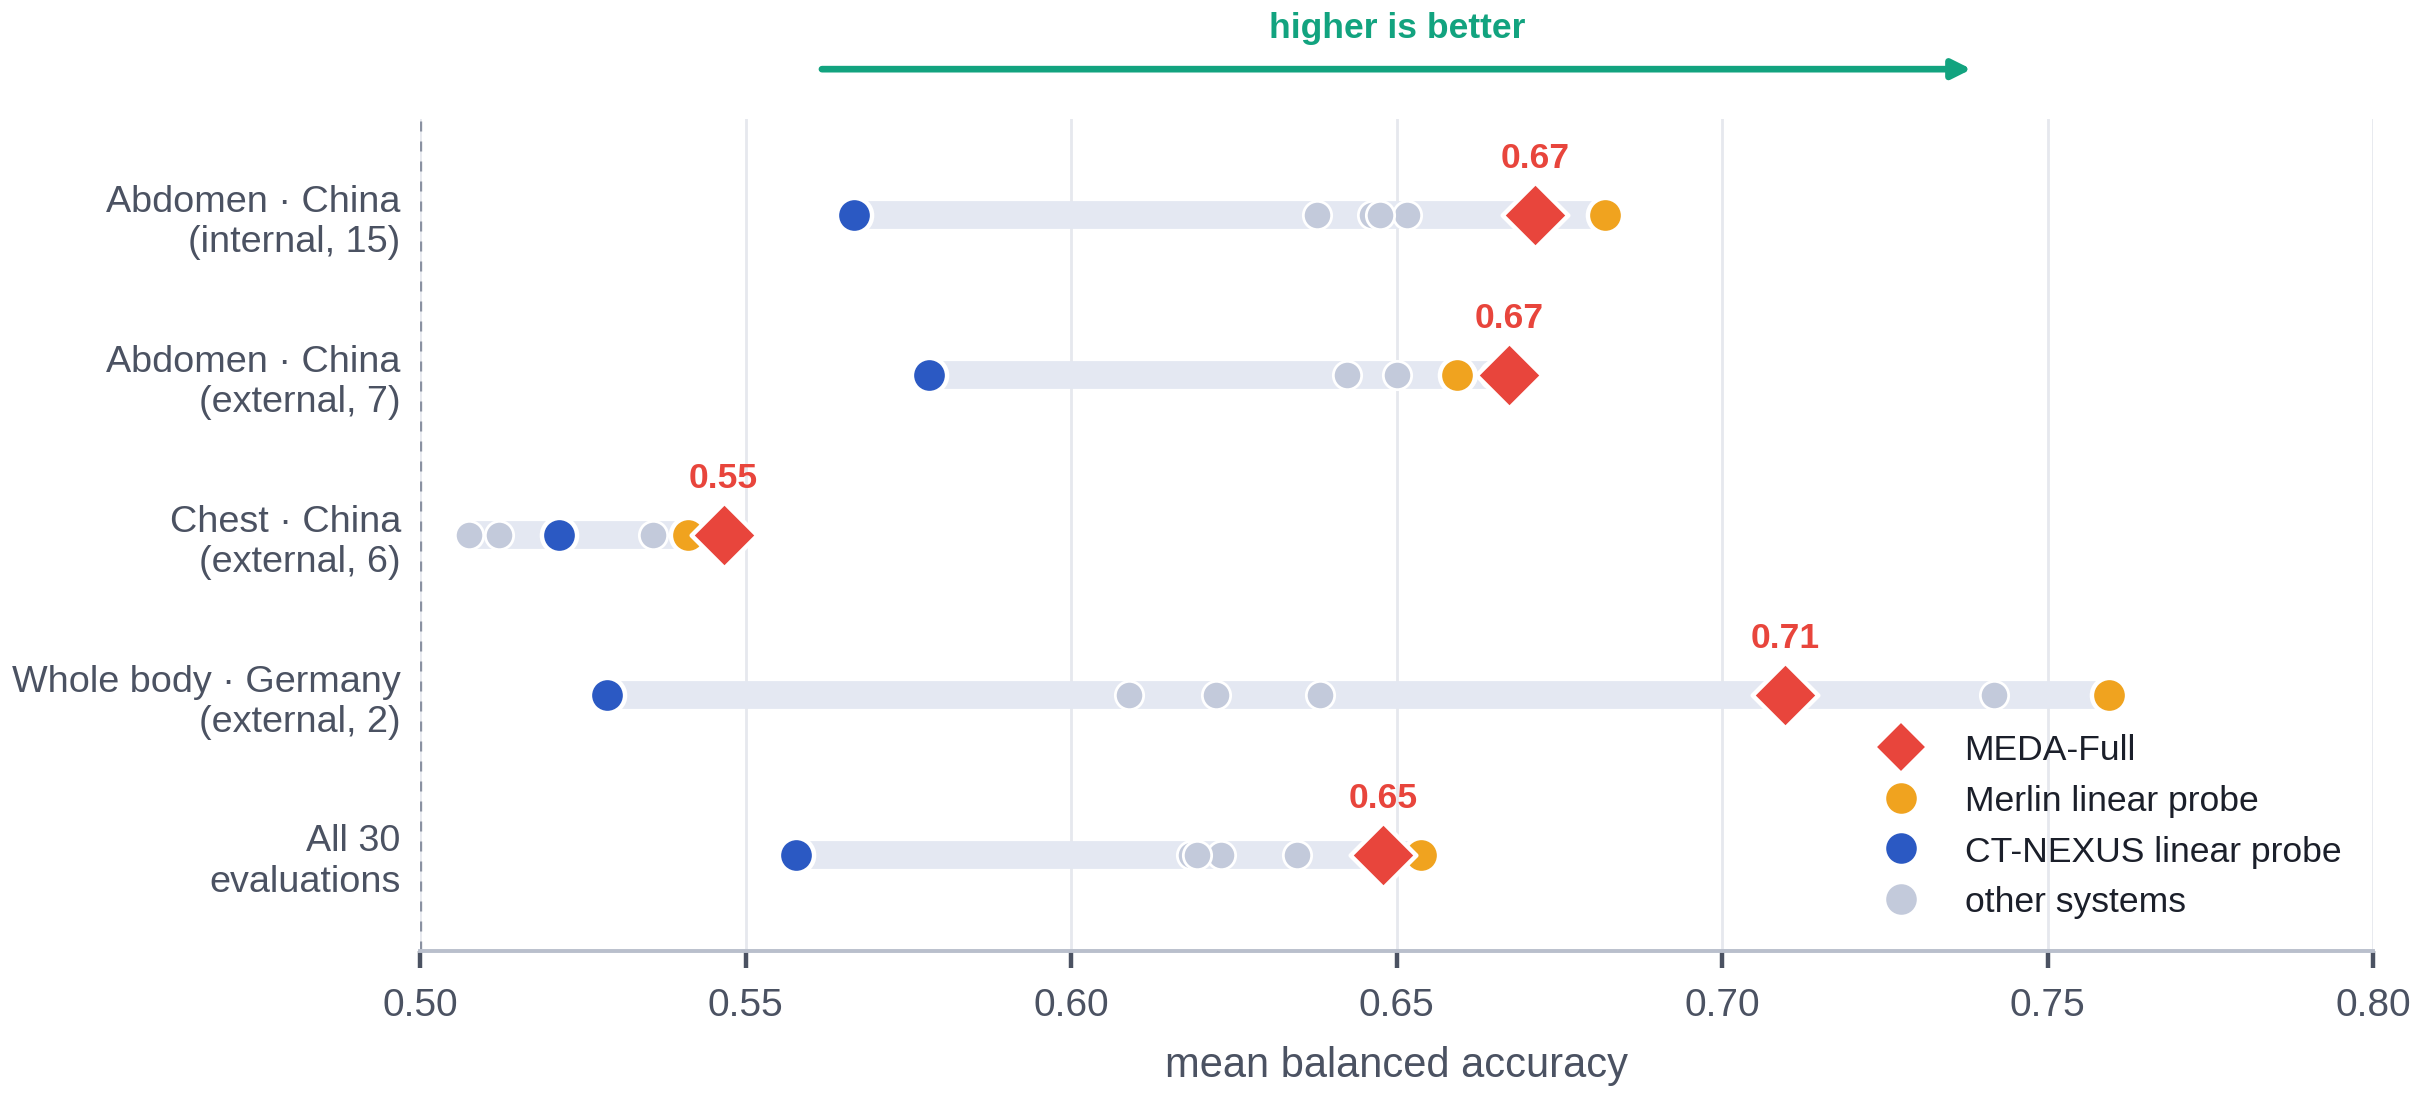 higher is better
0.67
Abdomen · China
(internal, 15)
0.67
Abdomen · China
(external, 7)
0.55
Chest · China
(external, 6)
0.71
Whole body · Germany
(external, 2)
0.65
All 30
evaluations
MEDA-Full
Merlin linear probe
CT-NEXUS linear probe
other systems
0.50 0.55 0.60 0.65 0.70 0.75 0.80
mean balanced accuracy